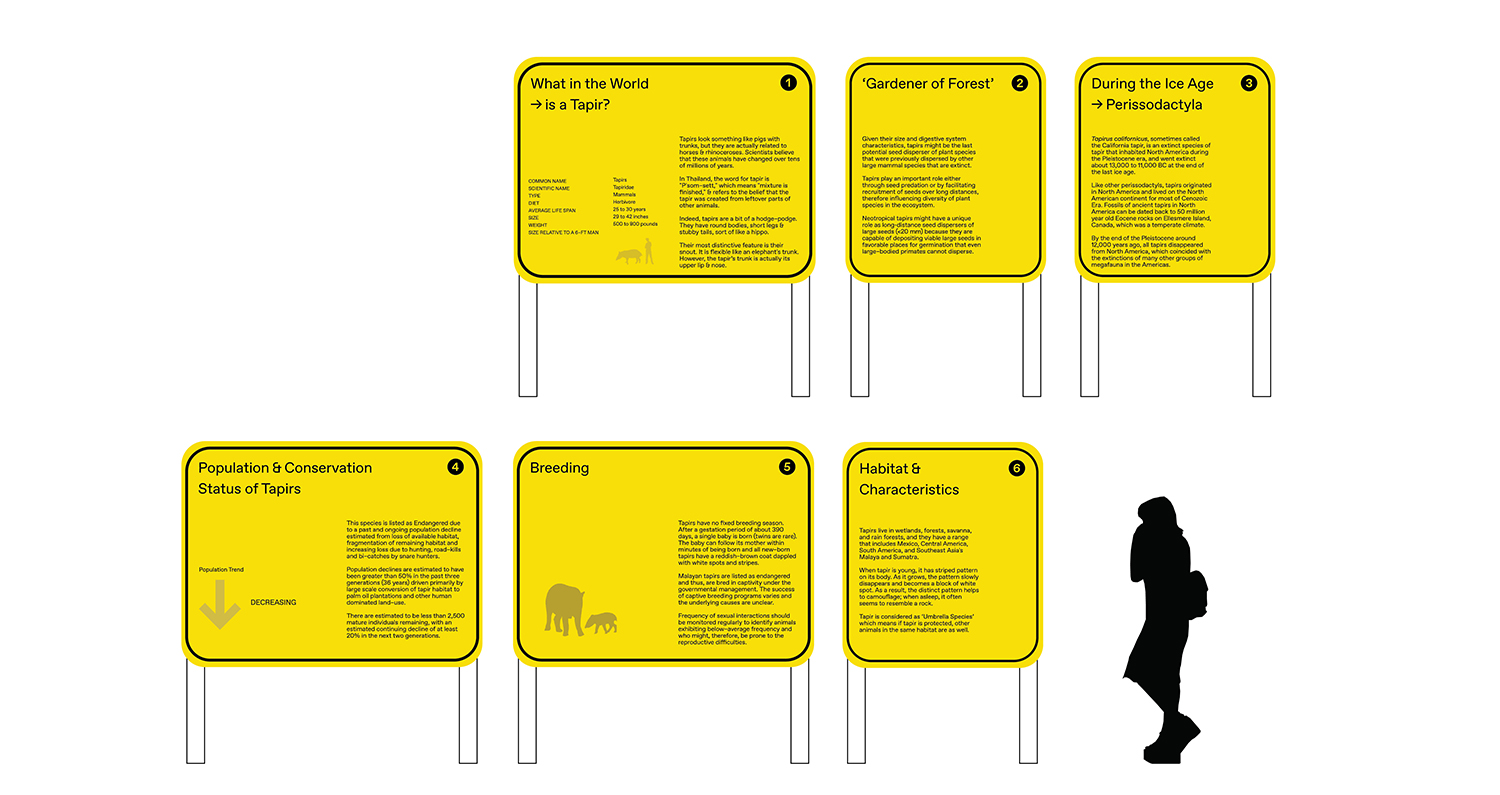 What in the World
→ is a Tapir?
1
COMMON NAME Tapirs
SCIENTIFIC NAME Tapiridae
TYPE Mammals
DIET Herbivore
AVERAGE LIFE SPAN 25 to 30 years
SIZE 29 to 42 inches
WEIGHT 500 to 800 pounds
SIZE RELATIVE TO A 6-FT MAN
Tapirs look something like pigs with
trunks, but they are actually related to
horses & rhinoceroses. Scientists believe
that these animals have changed over tens
of millions of years.
In Thailand, the word for tapir is
"P'som-sett," which means "mixture is
finished," & refers to the belief that the
tapir was created from leftover parts of
other animals.
Indeed, tapirs are a bit of a hodge-podge.
They have round bodies, short legs &
stubby tails, sort of like a hippo.
Their most distinctive feature is their
snout. It is flexible like an elephant's trunk.
However, the tapir's trunk is actually its
upper lip & nose.
‘Gardener of Forest’
2
Given their size and digestive system
characteristics, tapirs might be the last
potential seed disperser of plant species
that were previously dispersed by other
large mammal species that are extinct.
Tapirs play an important role either
through seed predation or by facilitating
recruitment of seeds over long distances,
therefore influencing diversity of plant
species in the ecosystem.
Neotropical tapirs might have a unique
role as long-distance seed dispersers of
large seeds (<20 mm) because they are
capable of depositing viable large seeds in
favorable places for germination that even
large-bodied primates cannot disperse.
During the Ice Age
→ Perissodactyla
3
Tapirus californicus, sometimes called
the California tapir, is an extinct species of
tapir that inhabited North America during
the Pleistocene era, and went extinct
about 13,000 to 11,000 BC at the end of
the last ice age.
Like other perissodactyls, tapirs originated
in North America and lived on the North
American continent for most of Cenozoic
Era. Fossils of ancient tapirs in North
America can be dated back to 50 million
year old Eocene rocks on Ellesmere Island,
Canada, which was a temperate climate.
By the end of the Pleistocene around
12,000 years ago, all tapirs disappeared
from North America, which coincided with
the extinctions of many other groups of
megafauna in the Americas.
Population & Conservation
Status of Tapirs
4
Population Trend
DECREASING
This species is listed as Endangered due
to a past and ongoing population decline
estimated from loss of available habitat,
fragmentation of remaining habitat and
increasing loss due to hunting, road-kills
and bi-catches by snare hunters.
Population declines are estimated to have
been greater than 50% in the past three
generations (36 years) driven primarily by
large scale conversion of tapir habitat to
palm oil plantations and other human
dominated land-use.
There are estimated to be less than 2,500
mature individuals remaining, with an
estimated continuing decline of at least
20% in the next two generations.
Breeding
5
Tapirs have no fixed breeding season.
After a gestation period of about 390
days, a single baby is born (twins are rare).
The baby can follow its mother within
minutes of being born and all new-born
tapirs have a reddish-brown coat dappled
with white spots and stripes.
Malayan tapirs are listed as endangered
and thus, are bred in captivity under the
governmental management. The success
of captive breeding programs varies and
the underlying causes are unclear.
Frequency of sexual interactions should
be monitored regularly to identify animals
exhibiting below-average frequency and
who might, therefore, be prone to the
reproductive difficulties.
Habitat &
Characteristics
6
Tapirs live in wetlands, forests, savanna,
and rain forests, and they have a range
that includes Mexico, Central America,
South America, and Southeast Asia's
Malaya and Sumatra.
When tapir is young, it has striped pattern
on its body. As it grows, the pattern slowly
disappears and becomes a block of white
spot. As a result, the distinct pattern helps
to camouflage; when asleep, it often
seems to resemble a rock.
Tapir is considered as 'Umbrella Species'
which means if tapir is protected, other
animals in the same habitat are as well.